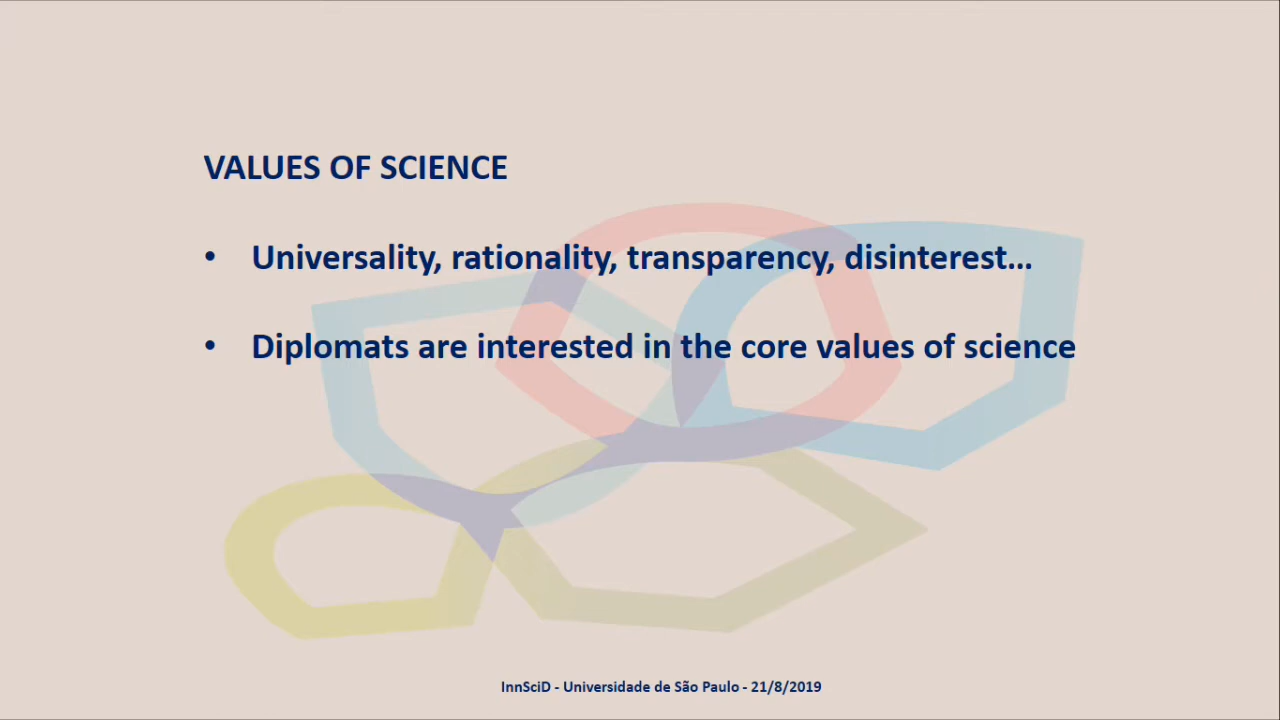 VALUES OF SCIENCE
• Universality, rationality, transparency, disinterest...
• Diplomats are interested in the core values of science
InnSciD - Universidade de São Paulo - 21/8/2019